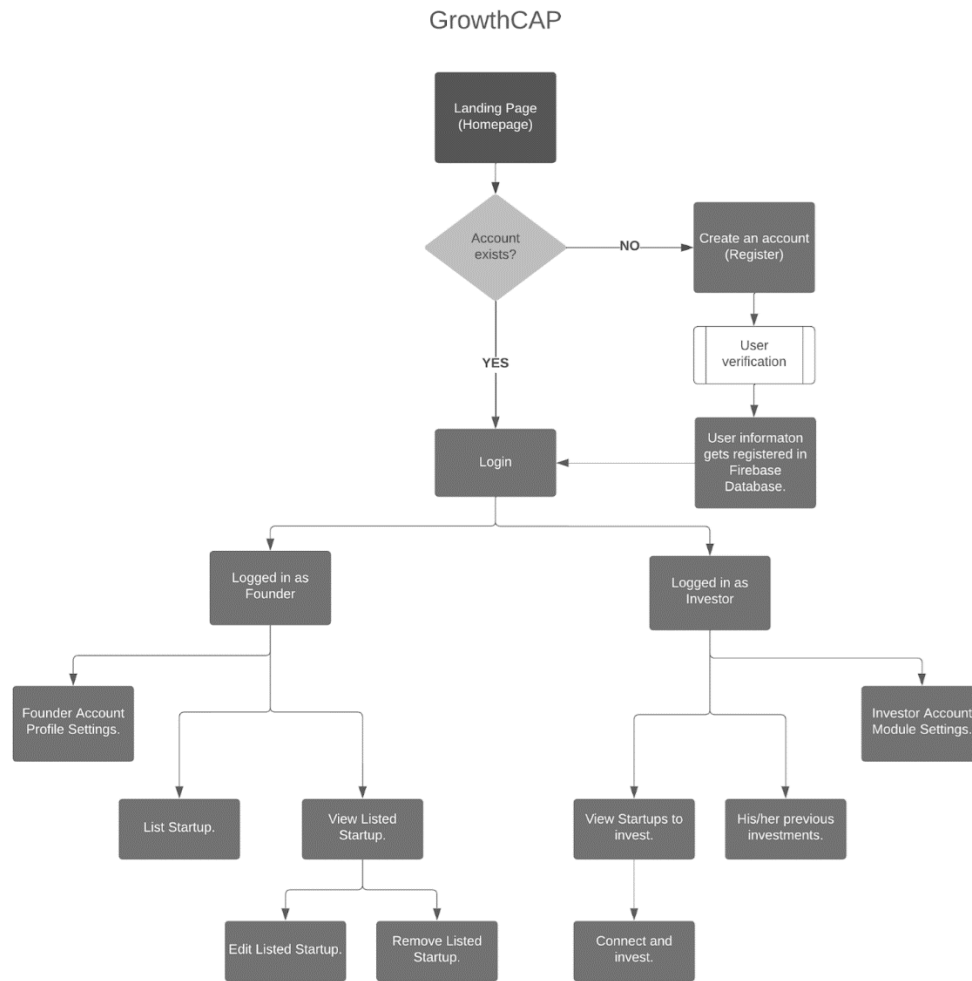 GrowthCAP
Landing Page
(Homepage)
Account
exists?
NO
Create an account
(Register)
YES
User
verification
Login
User informaton
gets registered in
Firebase
Database.
Logged in as
Founder
Logged in as
Investor
Founder Account
Profile Settings.
Investor Account
Module Settings.
List Startup.
View Listed
Startup.
View Startups to
invest.
His/her previous
investments.
Edit Listed Startup.
Remove Listed
Startup.
Connect and
invest.